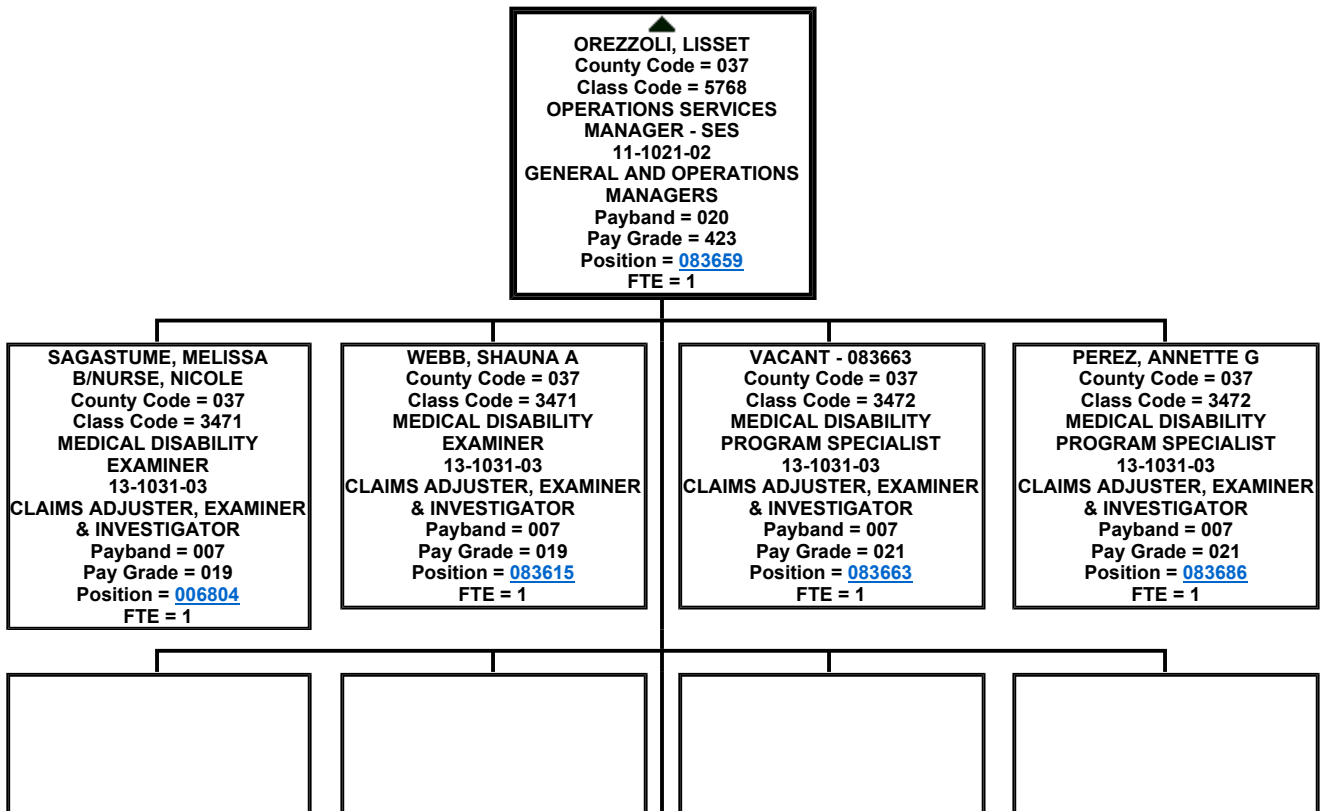 OREZZOLI, LISSET
County Code = 037
Class Code = 5768
OPERATIONS SERVICES
MANAGER - SES
11-1021-02
GENERAL AND OPERATIONS
MANAGERS
Payband = 020
Pay Grade = 423
Position = 083659
FTE = 1
SAGASTUME, MELISSA
B/NURSE, NICOLE
County Code = 037
Class Code = 3471
MEDICAL DISABILITY
EXAMINER
13-1031-03
CLAIMS ADJUSTER, EXAMINER
& INVESTIGATOR
Payband = 007
Pay Grade = 019
Position = 006804
FTE = 1
WEBB, SHAUNA A
County Code = 037
Class Code = 3471
MEDICAL DISABILITY
EXAMINER
13-1031-03
CLAIMS ADJUSTER, EXAMINER
& INVESTIGATOR
Payband = 007
Pay Grade = 019
Position = 083615
FTE = 1
VACANT - 083663
County Code = 037
Class Code = 3472
MEDICAL DISABILITY
PROGRAM SPECIALIST
13-1031-03
CLAIMS ADJUSTER, EXAMINER
& INVESTIGATOR
Payband = 007
Pay Grade = 021
Position = 083663
FTE = 1
PEREZ, ANNETTE G
County Code = 037
Class Code = 3472
MEDICAL DISABILITY
PROGRAM SPECIALIST
13-1031-03
CLAIMS ADJUSTER, EXAMINER
& INVESTIGATOR
Payband = 007
Pay Grade = 021
Position = 083686
FTE = 1